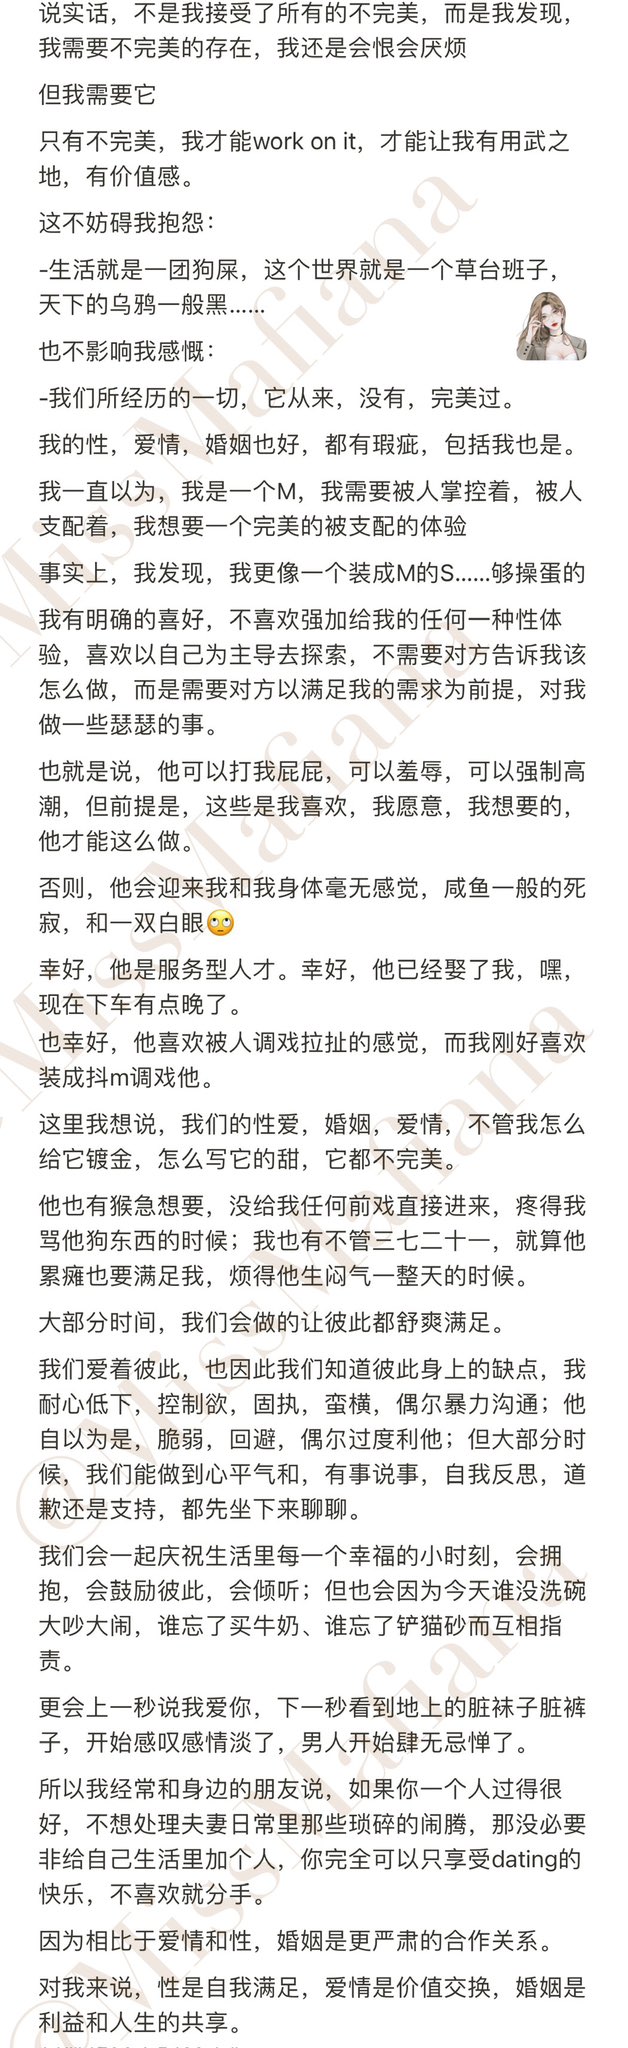 说实话，不是我接受了所有的不完美，而是我发现，
我需要不完美的存在，我还是会恨会厌烦
但我需要它
只有不完美，我才能work on it，才能让我有用武之
地，有价值感。
这不妨碍我抱怨：
-生活就是一团狗屎，这个世界就是一个草台班子，
天下的乌鸦一般黑……
也不影响我感慨：
-我们所经历的一切，它从来，没有，完美过。
我的性，爱情，婚姻也好，都有瑕疵，包括我也是。
我一直以为，我是一个M，我需要被人掌控着，被人
支配着，我想要一个完美的被支配的体验
事实上，我发现，我更像一个装成M的S……够操蛋的
我有明确的喜好，不喜欢强加给我的任何一种性体
验，喜欢以自己为主导去探索，不需要对方告诉我该
怎么做，而是需要对方以满足我的需求为前提，对我
做一些瑟瑟的事。
也就是说，他可以打我屁屁，可以羞辱，可以强制高
潮，但前提是，这些是我喜欢，我愿意，我想要的，
他才能这么做。
否则，他会迎来我和我身体毫无感觉，咸鱼一般的死
寂，和一双白眼🙄
幸好，他是服务型人才。幸好，他已经娶了我，嘿，
现在下车有点晚了。
也幸好，他喜欢被人调戏拉扯的感觉，而我刚好喜欢
装成抖m调戏他。
这里我想说，我们的性爱，婚姻，爱情，不管我怎么
给它镀金，怎么写它的甜，它都不完美。
他也有猴急想要，没给我任何前戏直接进来，疼得我
骂他狗东西的时候；我也有不管三七二十一，就算他
累瘫也要满足我，烦得他生闷气一整天的时候。
大部分时间，我们会做的让彼此都舒爽满足。
我们爱着彼此，也因此我们知道彼此身上的缺点，我
耐心低下，控制欲，固执，蛮横，偶尔暴力沟通；他
自以为是，脆弱，回避，偶尔过度利他；但大部分时
候，我们能做到心平气和，有事说事，自我反思，道
歉还是支持，都先坐下来聊聊。
我们会一起庆祝生活里每一个幸福的小时刻，会拥
抱，会鼓励彼此，会倾听；但也会因为今天谁没洗碗
大吵大闹，谁忘了买牛奶、谁忘了铲猫砂而互相指
责。
更会上一秒说我爱你，下一秒看到地上的脏袜子脏裤
子，开始感叹感情淡了，男人开始肆无忌惮了。
所以我经常和身边的朋友说，如果你一个人过得很
好，不想处理夫妻日常里那些琐碎的闹腾，那没必要
非给自己生活里加个人，你完全可以只享受dating的
快乐，不喜欢就分手。
因为相比于爱情和性，婚姻是更严肃的合作关系。
对我来说，性是自我满足，爱情是价值交换，婚姻是
利益和人生的共享。
@MissMafiana